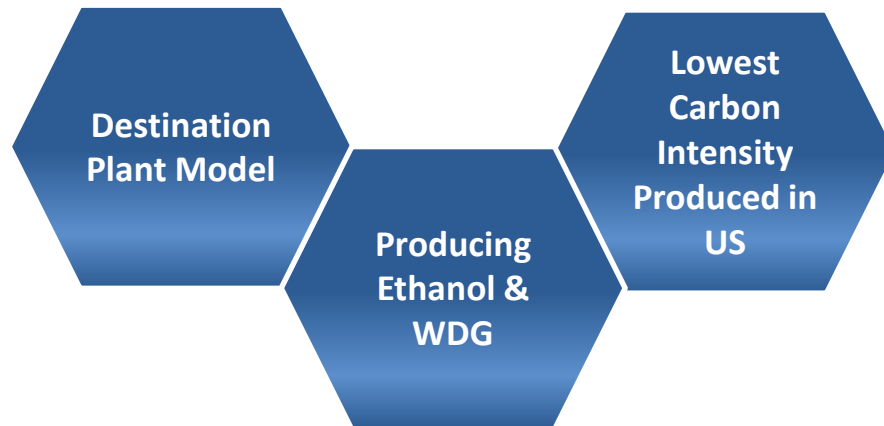 Destination
Plant Model
Producing
Ethanol &
WDG
Lowest
Carbon
Intensity
Produced in
US